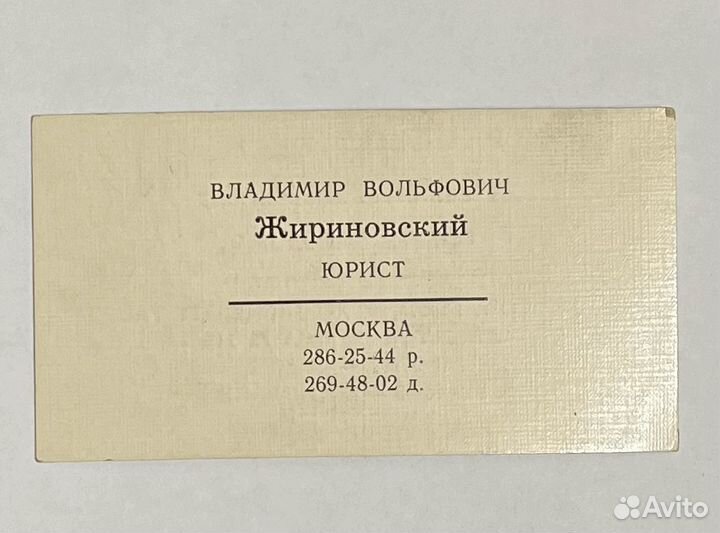 ВЛАДИМИР ВОЛЬФОВИЧ
Жириновский
ЮРИСТ
МОСКВА
286-25-44 р.
269-48-02 д.
Avito